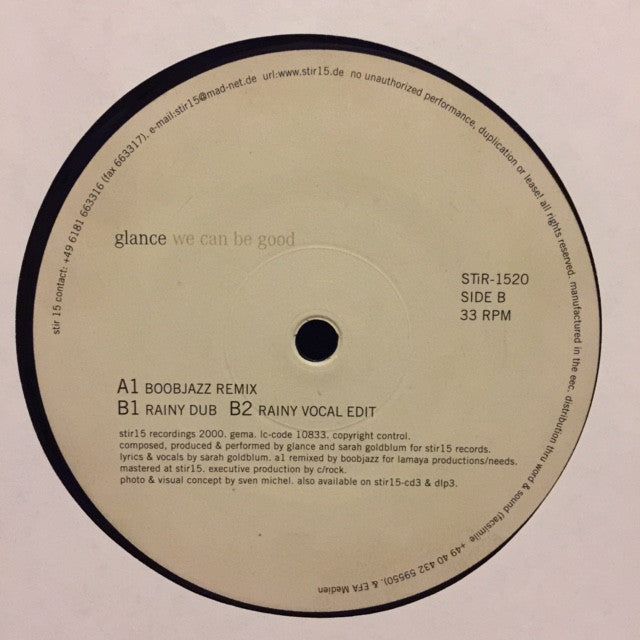 stir 15 contact: +49 6181 663316 (fax 663317). e-mail:stir15@mad-net.de url:www.stir15.de no unauthorized performance, duplication or lease! all rights reserved. manufactured in the eec. distribution thru word & sound (facsimile +49 40 432 59550). & EFA Medien
glance we can be good
STiR-1520
SIDE B
33 RPM
A1 BOOBJAZZ REMIX
B1 RAINY DUB B2 RAINY VOCAL EDIT
stir15 recordings 2000. gema. lc-code 10833. copyright control.
composed, produced & performed by glance and sarah goldblum for stir15 records.
lyrics & vocals by sarah goldblum. a1 remixed by boobjazz for lamaya productions/needs.
mastered at stir15. executive production by c/rock.
photo & visual concept by sven michel. also available on stir15-cd3 & dlp3.